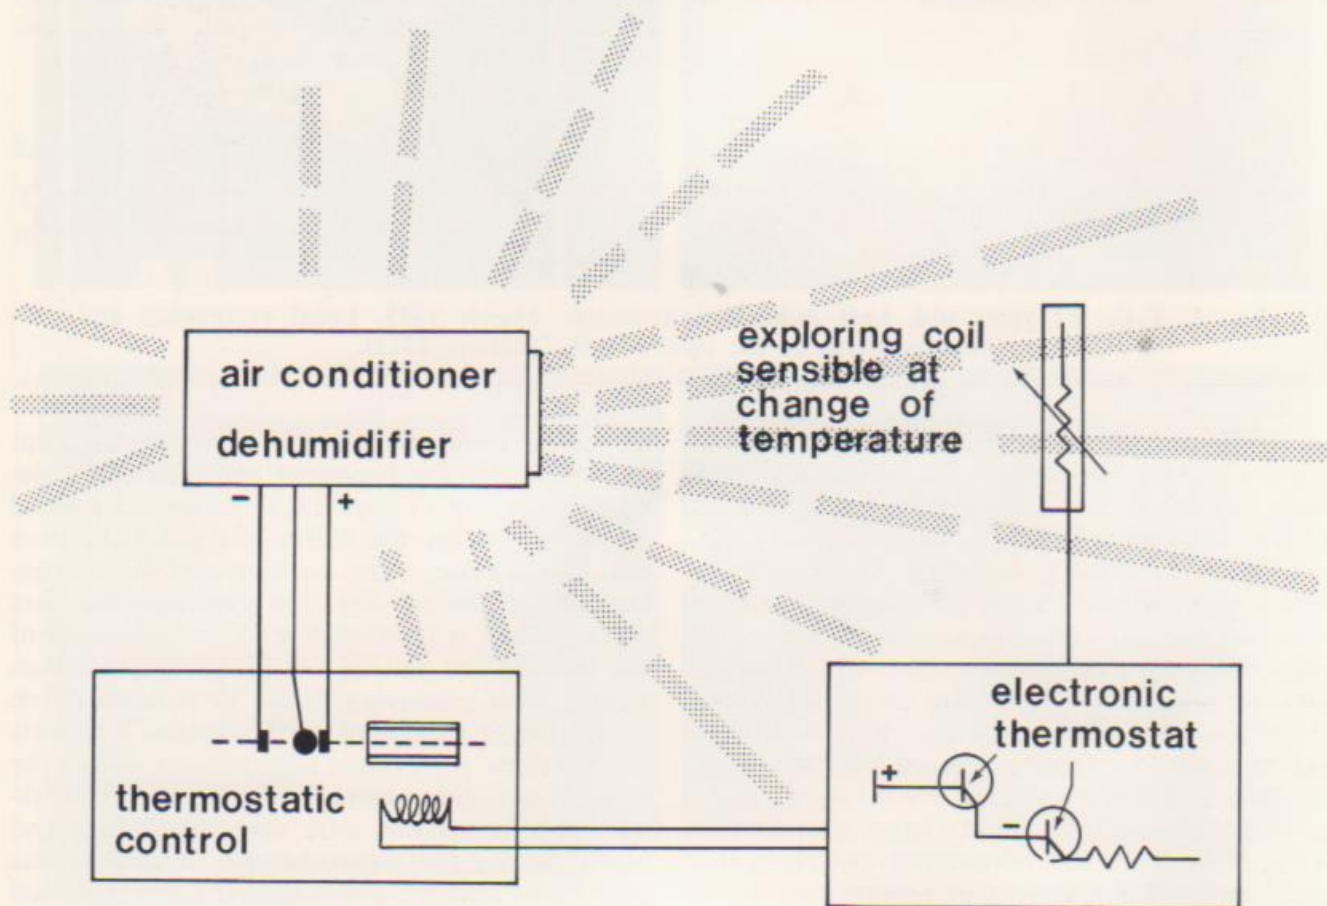 air conditioner
dehumidifier
- +
exploring coil
sensible at
change of
temperature
thermostatic
control
electronic
thermostat
+
-